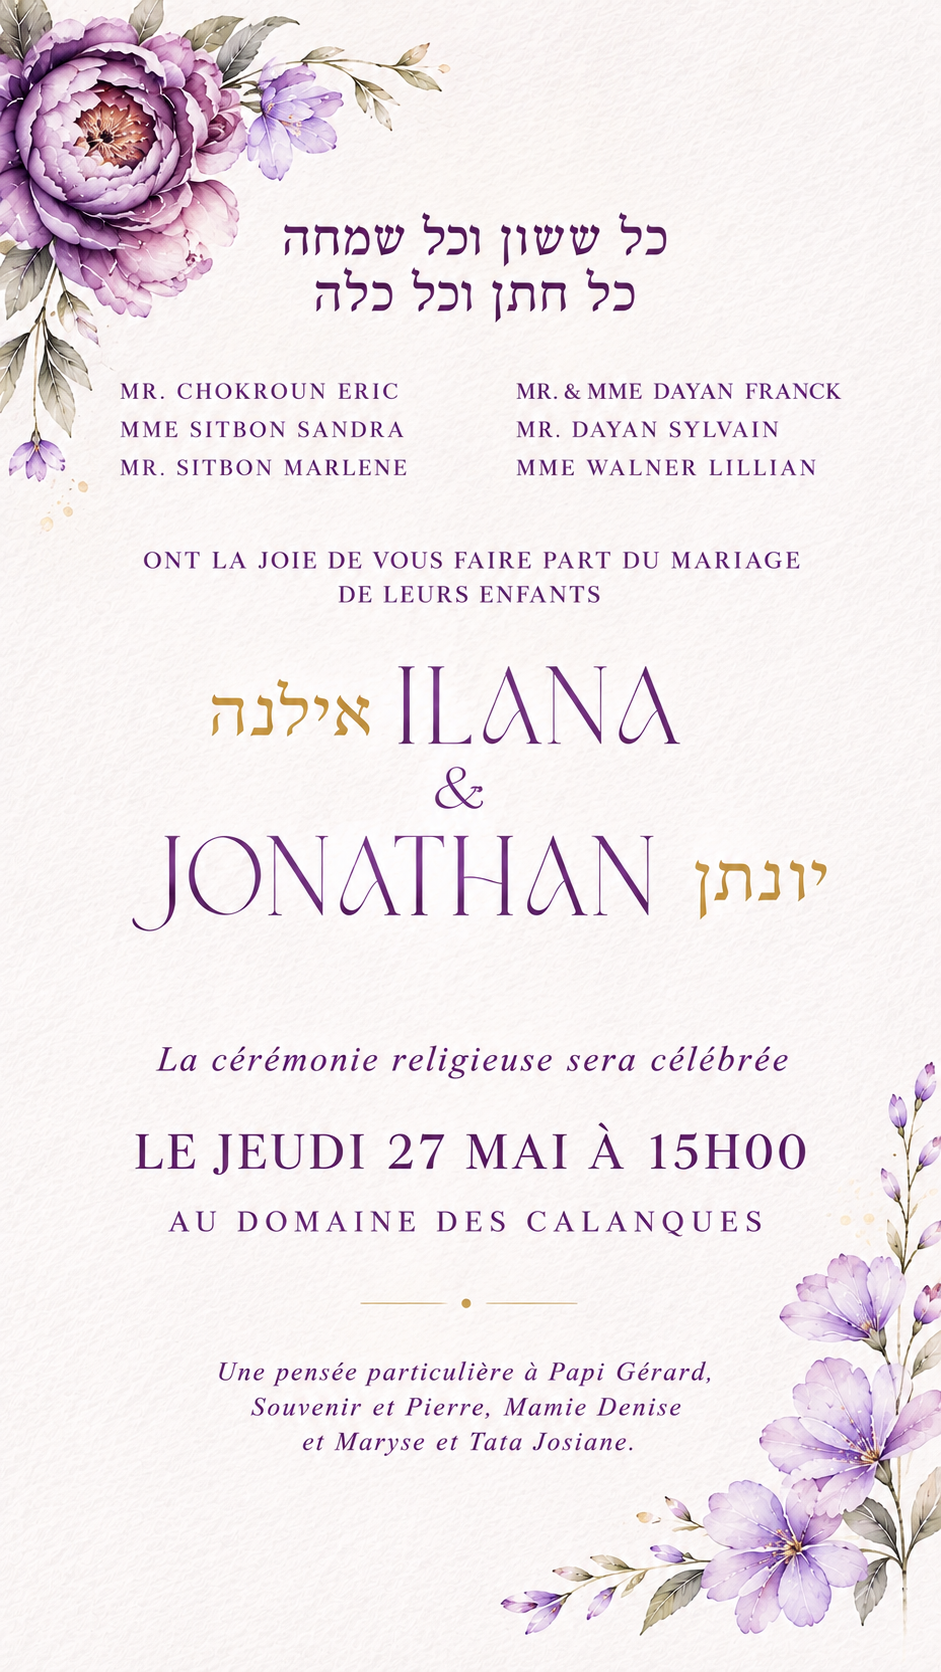 כל ששון וכל שמחה
כל חתן וכל כלה
MR. CHOKROUN ERIC
MME SITBON SANDRA
MR. SITBON MARLENE
MR. & MME DAYAN FRANCK
MR. DAYAN SYLVAIN
MME WALNER LILLIAN
ONT LA JOIE DE VOUS FAIRE PART DU MARIAGE
DE LEURS ENFANTS
אילנה ILANA
&
JONATHAN יונתן
La cérémonie religieuse sera célébrée
LE JEUDI 27 MAI À 15H00
AU DOMAINE DES CALANQUES
Une pensée particulière à Papi Gérard,
Souvenir et Pierre, Mamie Denise
et Maryse et Tata Josiane.